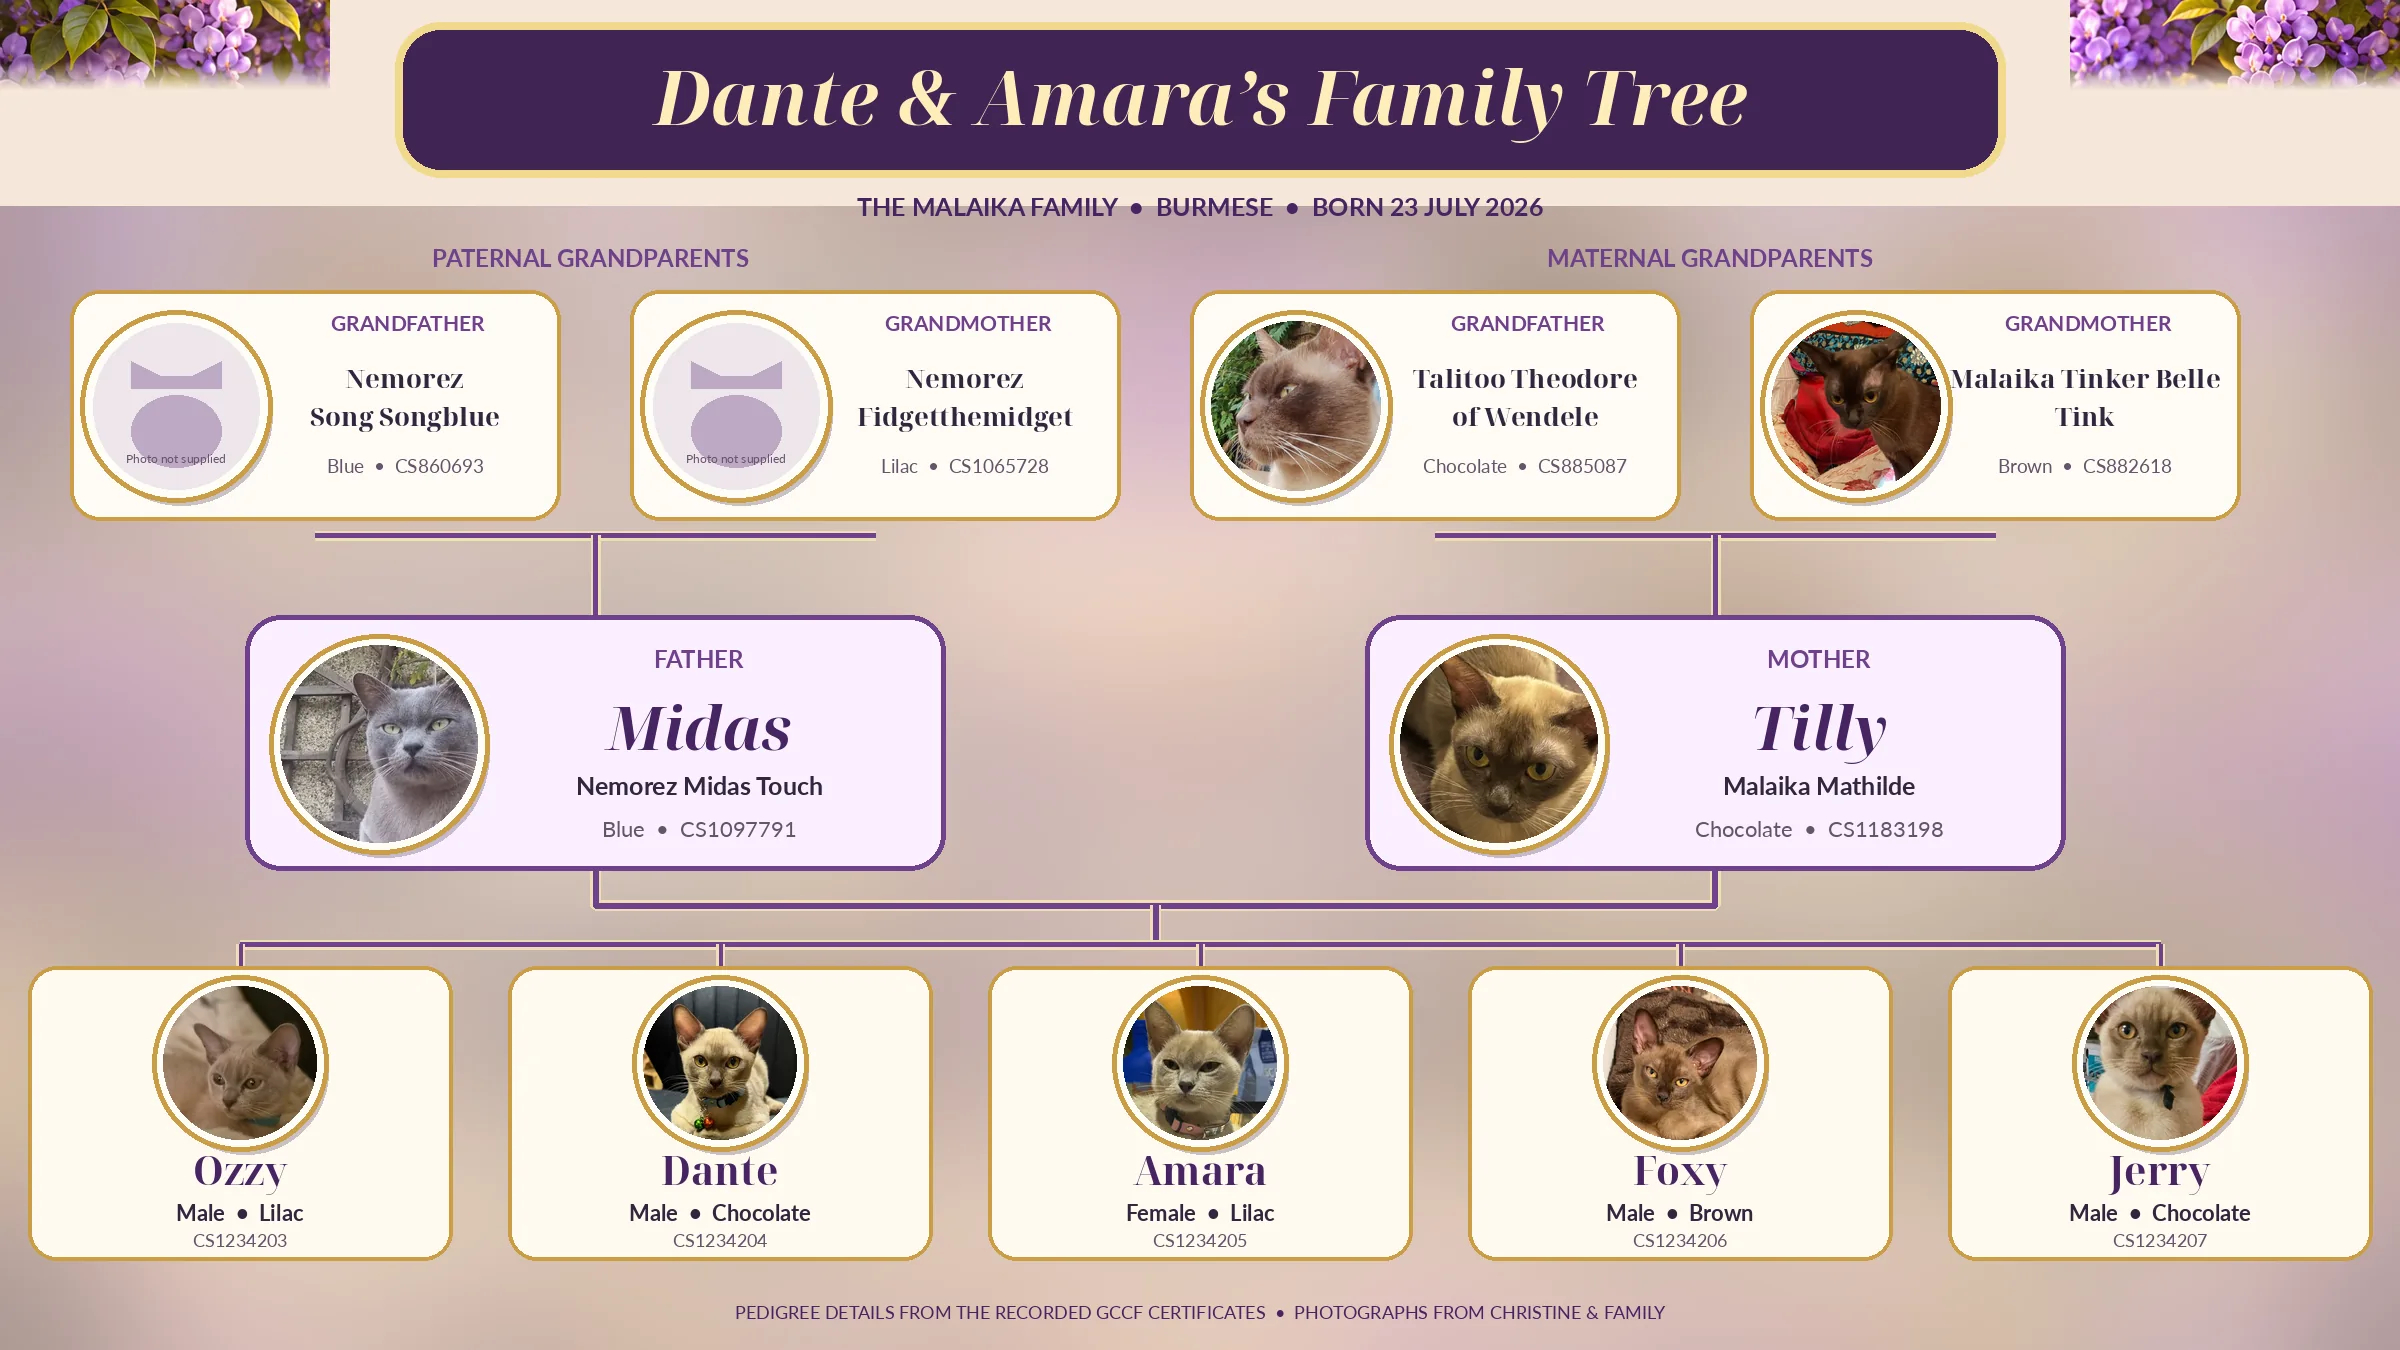 Dante & Amara’s Family Tree
THE MALAIKA FAMILY • BURMESE • BORN 23 JULY 2026
PATERNAL GRANDPARENTS
MATERNAL GRANDPARENTS
GRANDFATHER
Nemorez
Song Songblue
Blue • CS860693
Photo not supplied
GRANDMOTHER
Nemorez
Fidgetthemidget
Lilac • CS1065728
Photo not supplied
GRANDFATHER
Talitoo Theodore
of Wendele
Chocolate • CS885087
GRANDMOTHER
Malaika Tinker Belle
Tink
Brown • CS882618
FATHER
Midas
Nemorez Midas Touch
Blue • CS1097791
MOTHER
Tilly
Malaika Mathilde
Chocolate • CS1183198
Ozzy
Male • Lilac
CS1234203
Dante
Male • Chocolate
CS1234204
Amara
Female • Lilac
CS1234205
Foxy
Male • Brown
CS1234206
Jerry
Male • Chocolate
CS1234207
PEDIGREE DETAILS FROM THE RECORDED GCCF CERTIFICATES • PHOTOGRAPHS FROM CHRISTINE & FAMILY